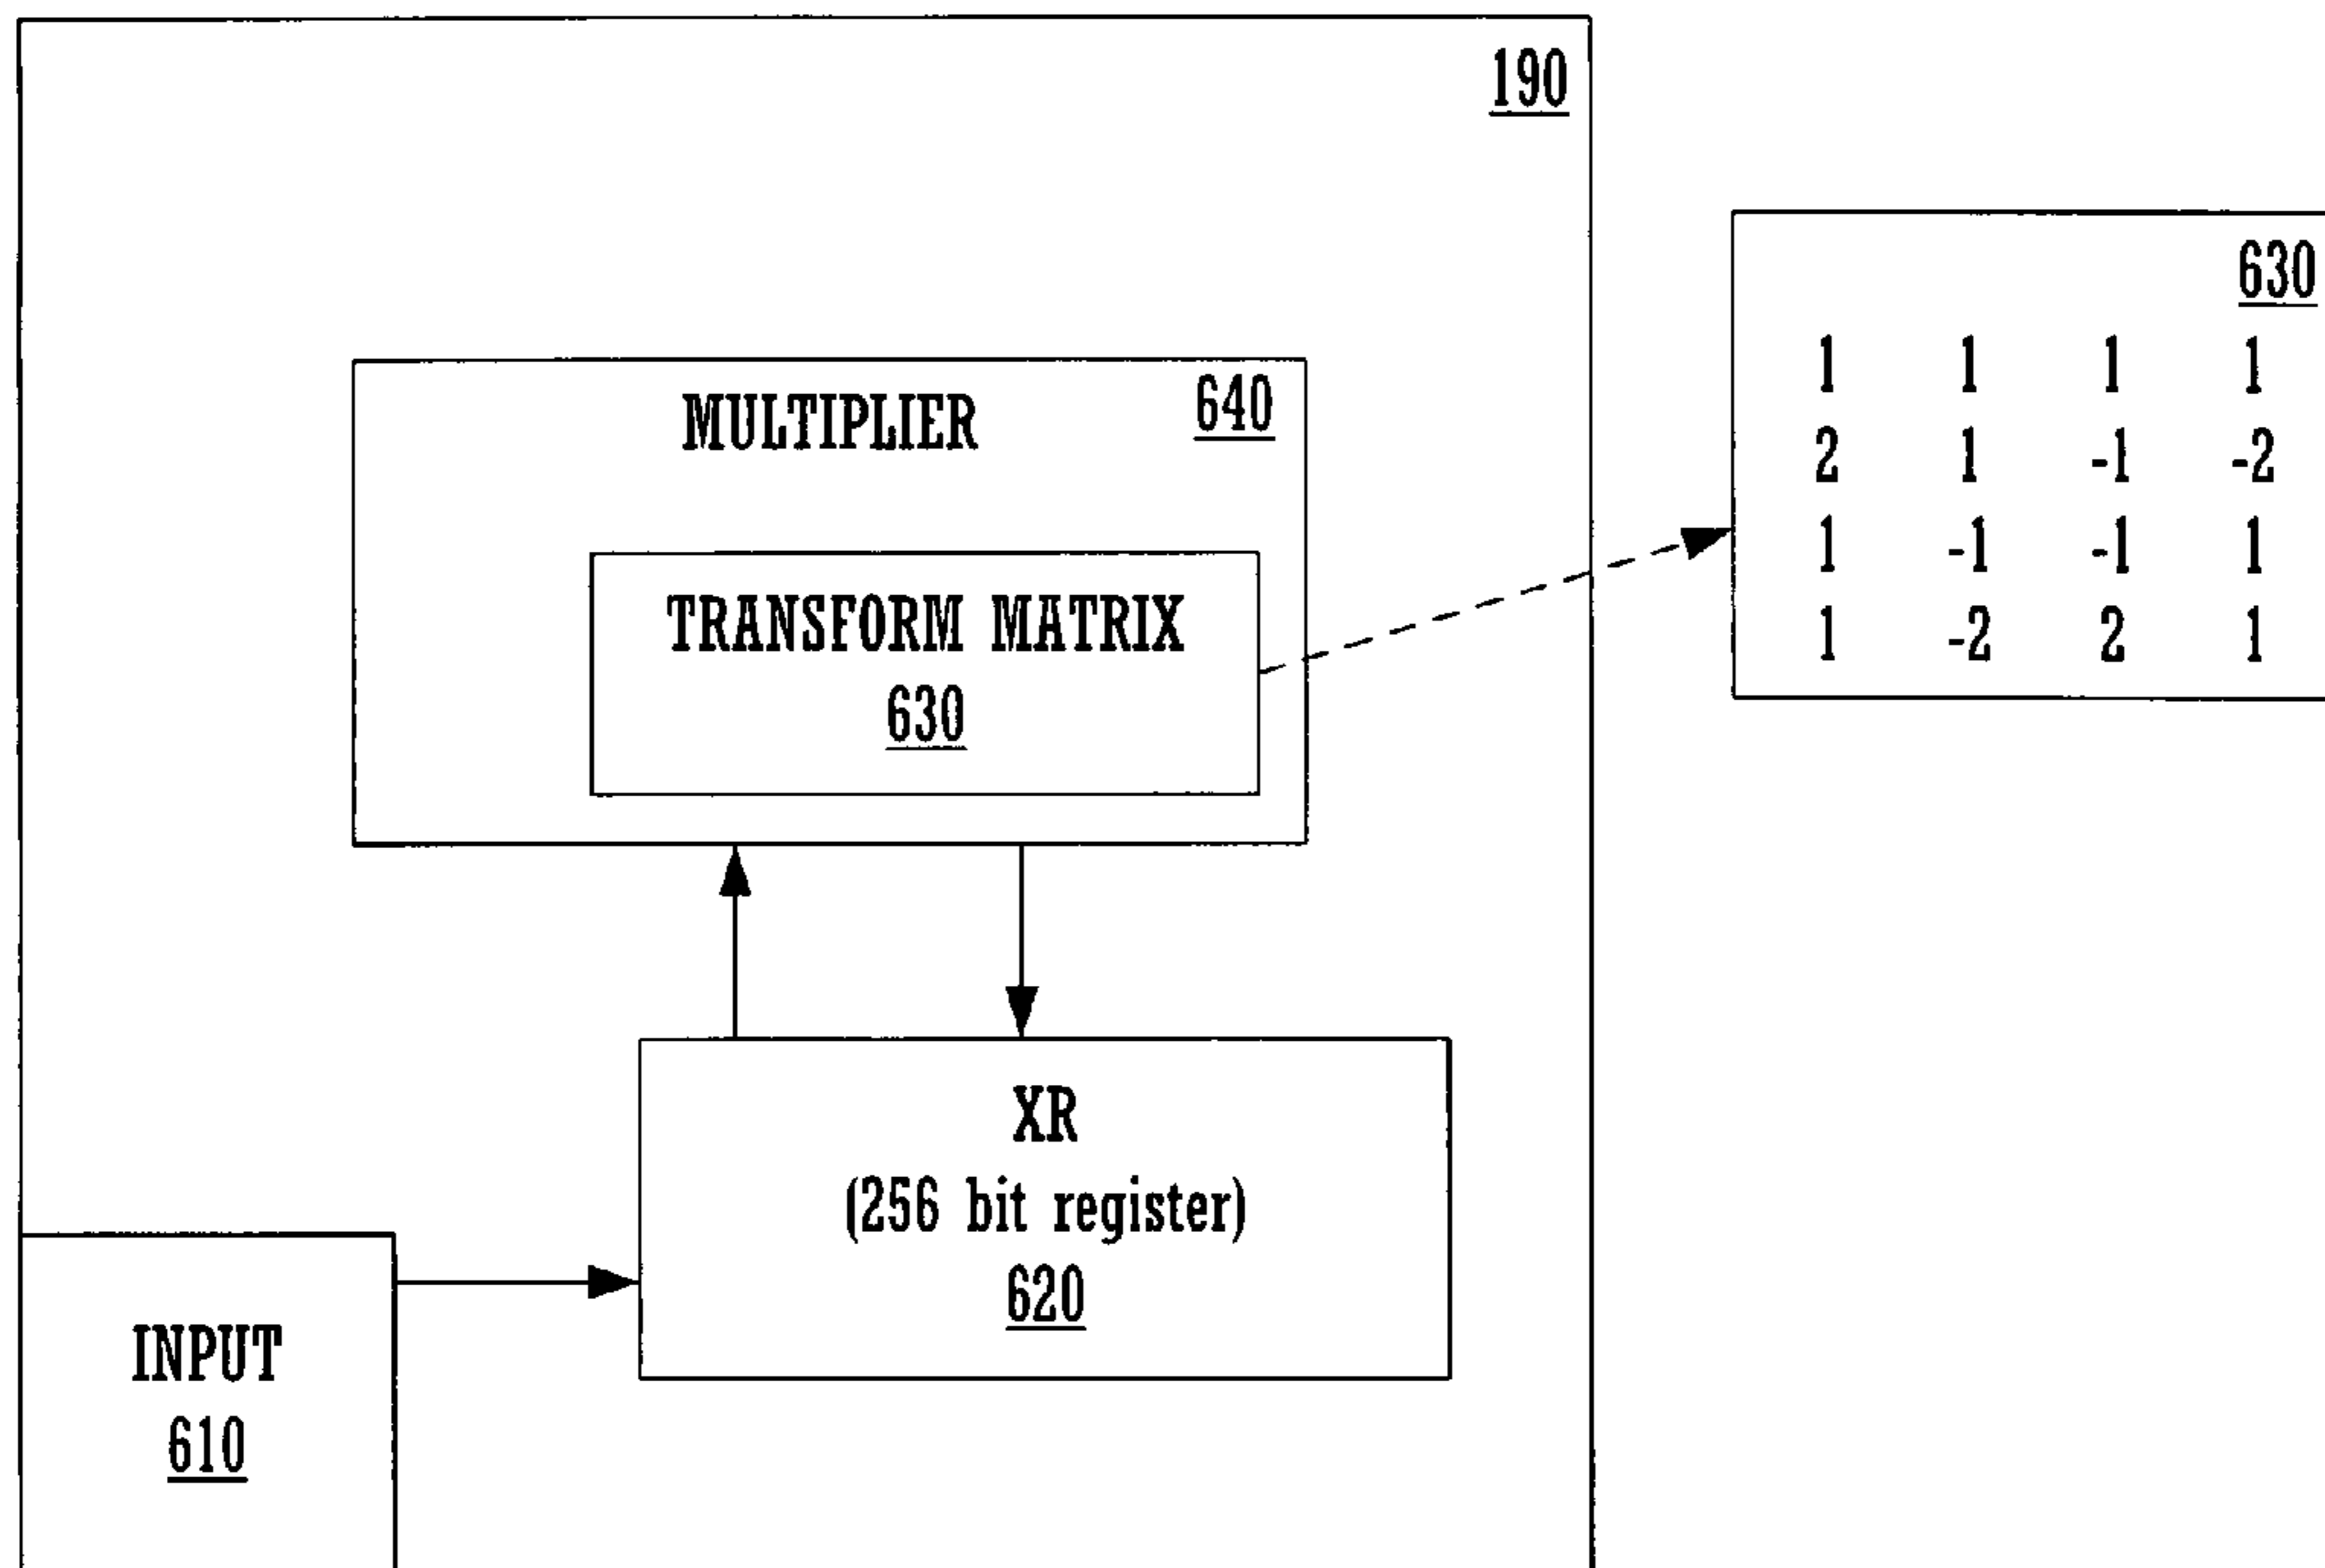 190
630
1 1 1 1
2 1 -1 -2
1 -1 -1 1
1 -2 2 1
MULTIPLIER 640
TRANSFORM MATRIX
630
XR
(256 bit register)
620
INPUT
610